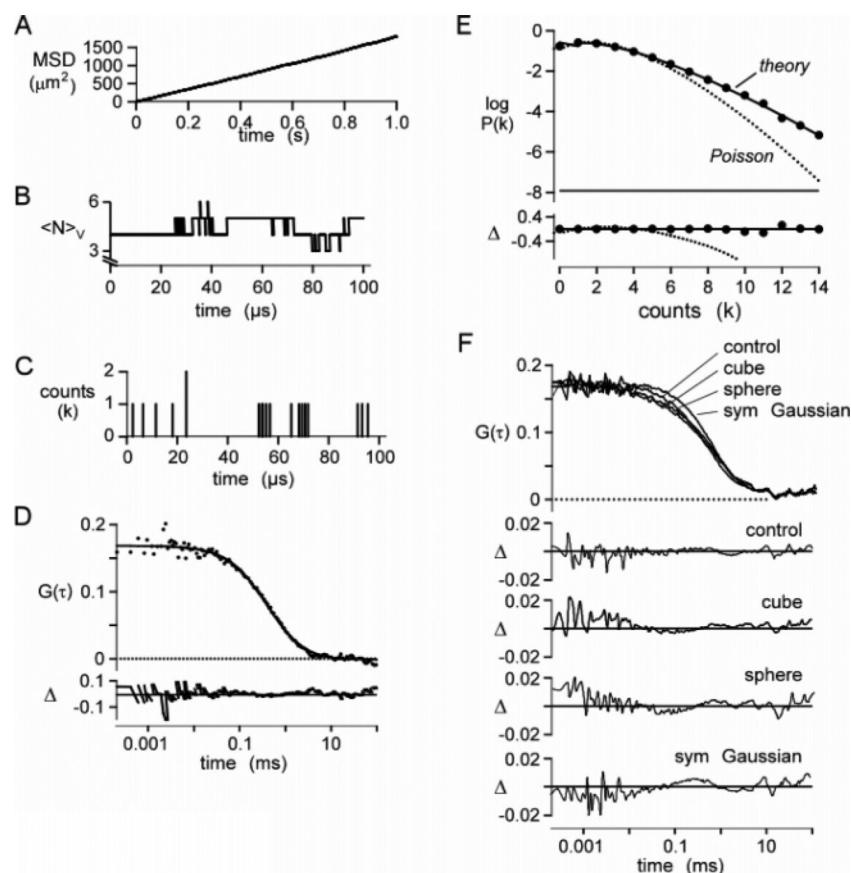 A
MSD
(μm²)
1500
1000
500
0
0 0.2 0.4 0.6 0.8 1.0
time (s)
B
<N>V
6
3
0 20 40 60 80 100
time (μs)
C
counts
(k)
2
1
0
0 20 40 60 80 100
time (μs)
D
0.2
G(τ)
0.1
0
Δ
0.1
-0.1
0.001 0.1 10
time (ms)
E
0
-2
log
P(k)
-4
-6
-8
theory
Poisson
Δ
0.4
-0.4
0 2 4 6 8 10 12 14
counts (k)
F
control
cube
sphere
sym Gaussian
0.2
G(τ)
0.1
0
control
0.02
Δ
-0.02
cube
0.02
Δ
-0.02
sphere
0.02
Δ
-0.02
sym Gaussian
0.02
Δ
-0.02
0.001 0.1 10
time (ms)